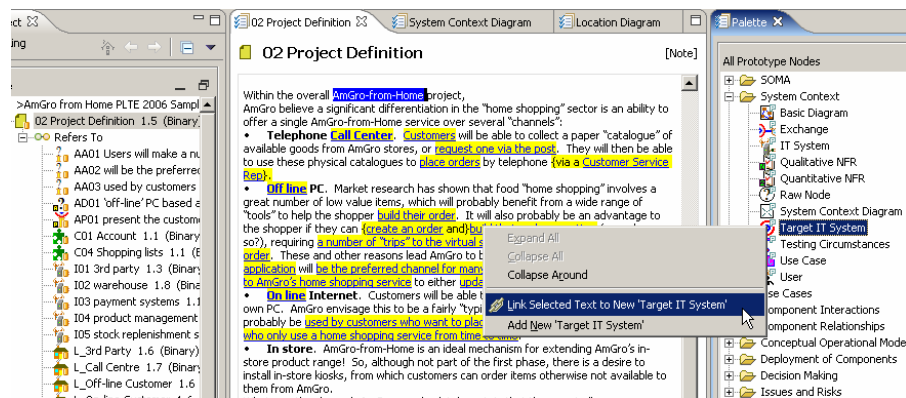 ect
02 Project Definition
System Context Diagram
Location Diagram
Palette
ing
02 Project Definition
[Note]
All Prototype Nodes
>AmGro from Home PLTE 2006 Sampl
02 Project Definition 1.5 (Binary)
Refers To
AA01 Users will make a nu
AA02 will be the preferred
AA03 used by customers
AD01 'off-line' PC based a
AP01 present the custome
C01 Account 1.1 (Binary
C04 Shopping lists 1.1 (B
I01 3rd party 1.3 (Binary
I02 warehouse 1.8 (Bina
I03 payment systems 1.1
I04 product management
I05 stock replenishment s
L_3rd Party 1.6 (Binary)
L_Call Centre 1.7 (Binary
L_Off-line Customer 1.6
Within the overall AmGro-from-Home project,
AmGro believe a significant differentiation in the "home shopping" sector is an ability to
offer a single AmGro-from-Home service over several "channels":
• Telephone Call Center. Customers will be able to collect a paper "catalogue" of
available goods from AmGro stores, or request one via the post. They will then be able
to use these physical catalogues to place orders by telephone {via a Customer Service
Rep}.
• Off line PC. Market research has shown that food "home shopping" involves a
great number of low value items, which will probably benefit from a wide range of
"tools" to help the shopper build their order. It will also probably be an advantage to
the shopper if they can {create an order and}
so?), requiring a number of "trips" to the virtual s
order. These and other reasons lead AmGro to b
application will be the preferred channel for many
to AmGro's home shopping service to either upda
• On line Internet. Customers will be able t
own PC. AmGro envisage this to be a fairly "typi
probably be used by customers who want to plac
who only use a home shopping service from time to time.
• In store. AmGro-from-Home is an ideal mechanism for extending AmGro's in-
store product range! So, although not part of the first phase, there is a desire to
install in-store kiosks, from which customers can order items otherwise not available to
them from AmGro.
Expand All
Collapse All
Collapse Around
Link Selected Text to New 'Target IT System'
Add New 'Target IT System'
SOMA
System Context
Basic Diagram
Exchange
IT System
Qualitative NFR
Quantitative NFR
Raw Node
System Context Diagram
Target IT System
Testing Circumstances
Use Case
User
se Cases
omponent Interactions
omponent Relationships
Conceptual Operational Mode
Deployment of Components
Decision Making
Issues and Risks